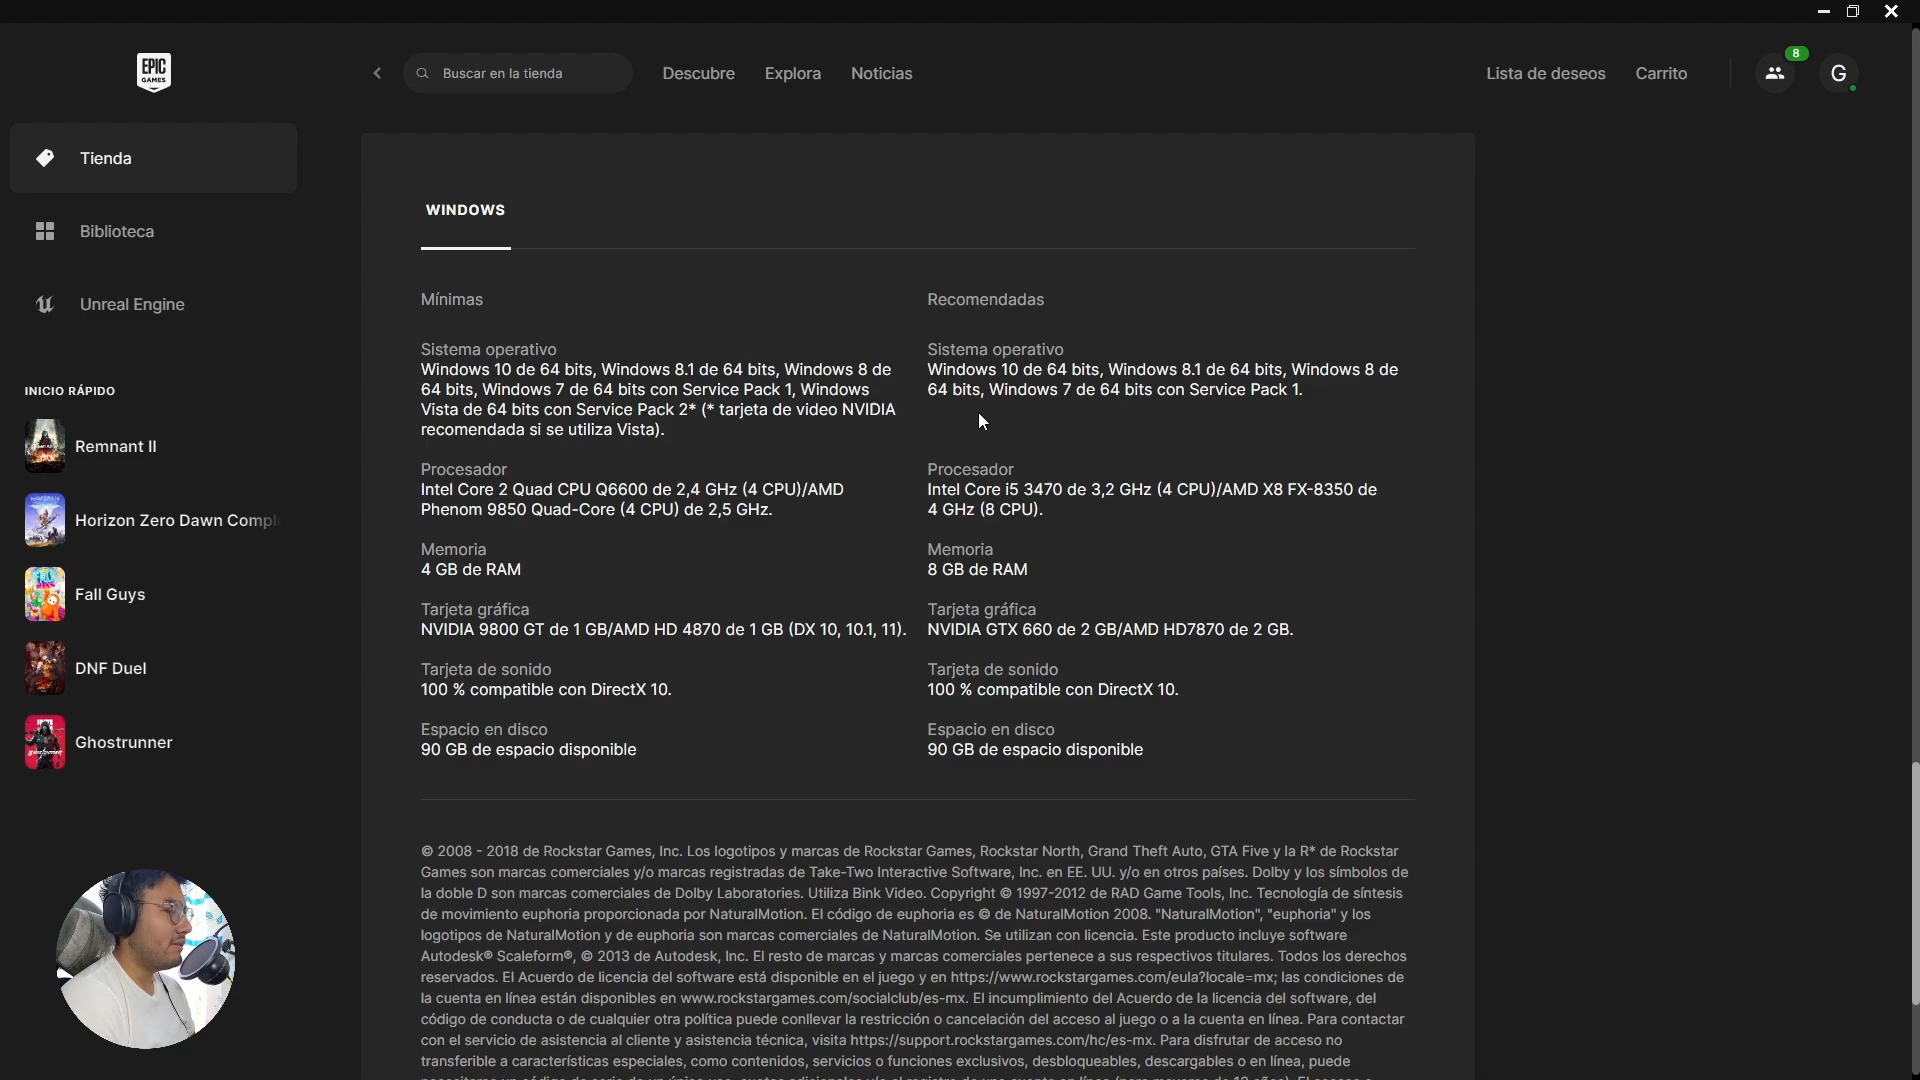 EPIC
GAMES
Buscar en la tienda
Descubre
Explora
Noticias
Lista de deseos
Carrito
8
G
Tienda
Biblioteca
Unreal Engine
INICIO RÁPIDO
Remnant II
Horizon Zero Dawn Compl
Fall Guys
DNF Duel
Ghostrunner
WINDOWS
Mínimas
Sistema operativo
Windows 10 de 64 bits, Windows 8.1 de 64 bits, Windows 8 de
64 bits, Windows 7 de 64 bits con Service Pack 1, Windows
Vista de 64 bits con Service Pack 2* (* tarjeta de video NVIDIA
recomendada si se utiliza Vista).
Procesador
Intel Core 2 Quad CPU Q6600 de 2,4 GHz (4 CPU)/AMD
Phenom 9850 Quad-Core (4 CPU) de 2,5 GHz.
Memoria
4 GB de RAM
Tarjeta gráfica
NVIDIA 9800 GT de 1 GB/AMD HD 4870 de 1 GB (DX 10, 10.1, 11).
Tarjeta de sonido
100 % compatible con DirectX 10.
Espacio en disco
90 GB de espacio disponible
Recomendadas
Sistema operativo
Windows 10 de 64 bits, Windows 8.1 de 64 bits, Windows 8 de
64 bits, Windows 7 de 64 bits con Service Pack 1.
Procesador
Intel Core i5 3470 de 3,2 GHz (4 CPU)/AMD X8 FX-8350 de
4 GHz (8 CPU).
Memoria
8 GB de RAM
Tarjeta gráfica
NVIDIA GTX 660 de 2 GB/AMD HD7870 de 2 GB.
Tarjeta de sonido
100 % compatible con DirectX 10.
Espacio en disco
90 GB de espacio disponible
© 2008 - 2018 de Rockstar Games, Inc. Los logotipos y marcas de Rockstar Games, Rockstar North, Grand Theft Auto, GTA Five y la R* de Rockstar
Games son marcas comerciales y/o marcas registradas de Take-Two Interactive Software, Inc. en EE. UU. y/o en otros países. Dolby y los símbolos de
la doble D son marcas comerciales de Dolby Laboratories. Utiliza Bink Video. Copyright © 1997-2012 de RAD Game Tools, Inc. Tecnología de síntesis
de movimiento euphoria proporcionada por NaturalMotion. El código de euphoria es © de NaturalMotion 2008. "NaturalMotion", "euphoria" y los
logotipos de NaturalMotion y de euphoria son marcas comerciales de NaturalMotion. Se utilizan con licencia. Este producto incluye software
Autodesk® Scaleform®, © 2013 de Autodesk, Inc. El resto de marcas y marcas comerciales pertenece a sus respectivos titulares. Todos los derechos
reservados. El Acuerdo de licencia del software está disponible en el juego y en https://www.rockstargames.com/eula?locale=mx; las condiciones de
la cuenta en línea están disponibles en www.rockstargames.com/socialclub/es-mx. El incumplimiento del Acuerdo de la licencia del software, del
código de conducta o de cualquier otra política puede conllevar la restricción o cancelación del acceso al juego o a la cuenta en línea. Para contactar
con el servicio de asistencia al cliente y asistencia técnica, visita https://support.rockstargames.com/hc/es-mx. Para disfrutar de acceso no
transferible a características especiales, como contenidos, servicios o funciones exclusivos, desbloqueables, descargables o en línea, puede